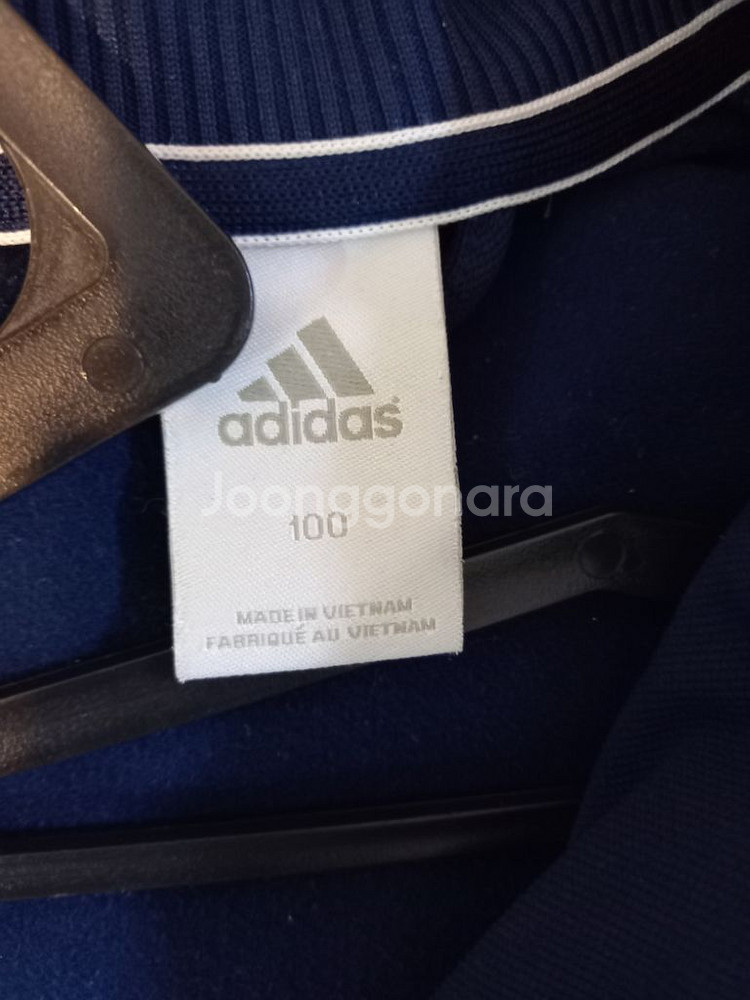 adidas
Joonggonara
100
MADE IN VIETNAM
FABRIQUÉ AU VIETNAM